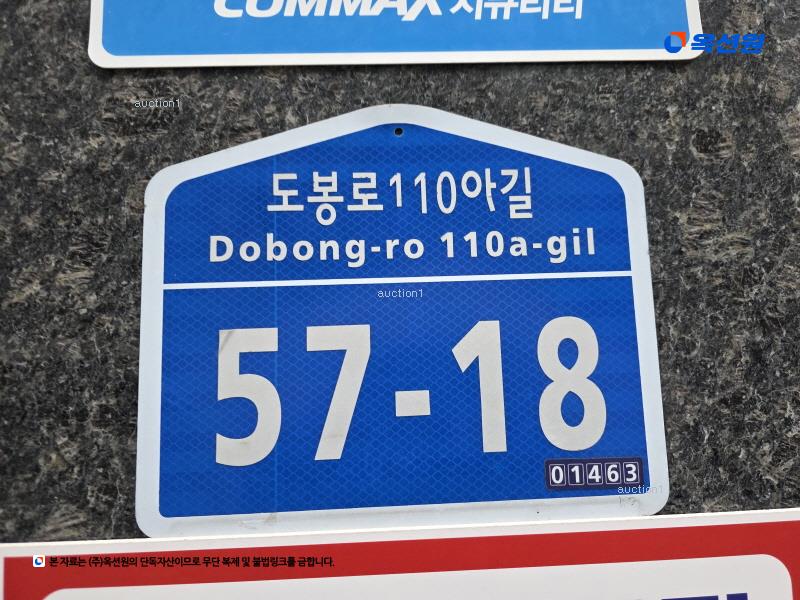 COMMAX 시큐리티
옥션원
auction1
도봉로110아길
Dobong-ro 110a-gil
auction1
57-18
01463
auction1
본 자료는 (주)옥션원의 단독자산이므로 무단 복제 및 불법링크를 금합니다.